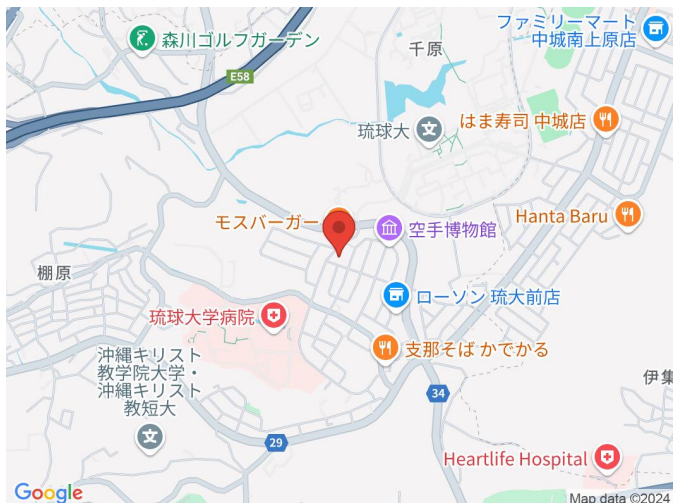 ファミリーマート
中城南上原店
森川ゴルフガーデン
千原
E58
琉球大
はま寿司 中城店
モスバーガー
空手博物館
Hanta Baru
棚原
ローソン 琉大前店
琉球大学病院
支那そば かでかる
沖縄キリスト
教学院大学・
沖縄キリスト
教短大
伊集
34
29
Heartlife Hospital
Google
Map data ©2024